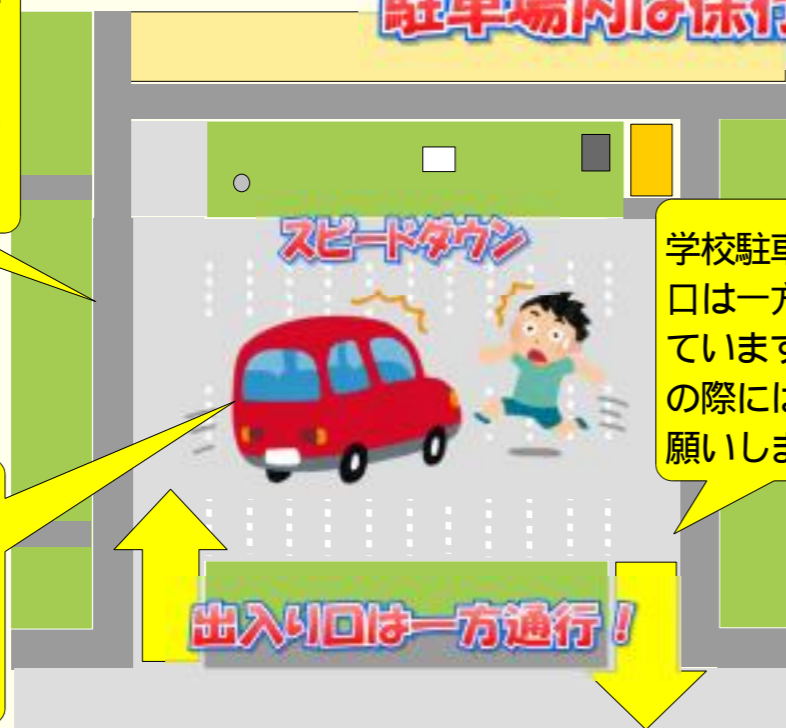 駐車場内は徐行
スピードダウン
学校駐車
口は一方
ています
の際には
願いしま
出入り口は一方通行！